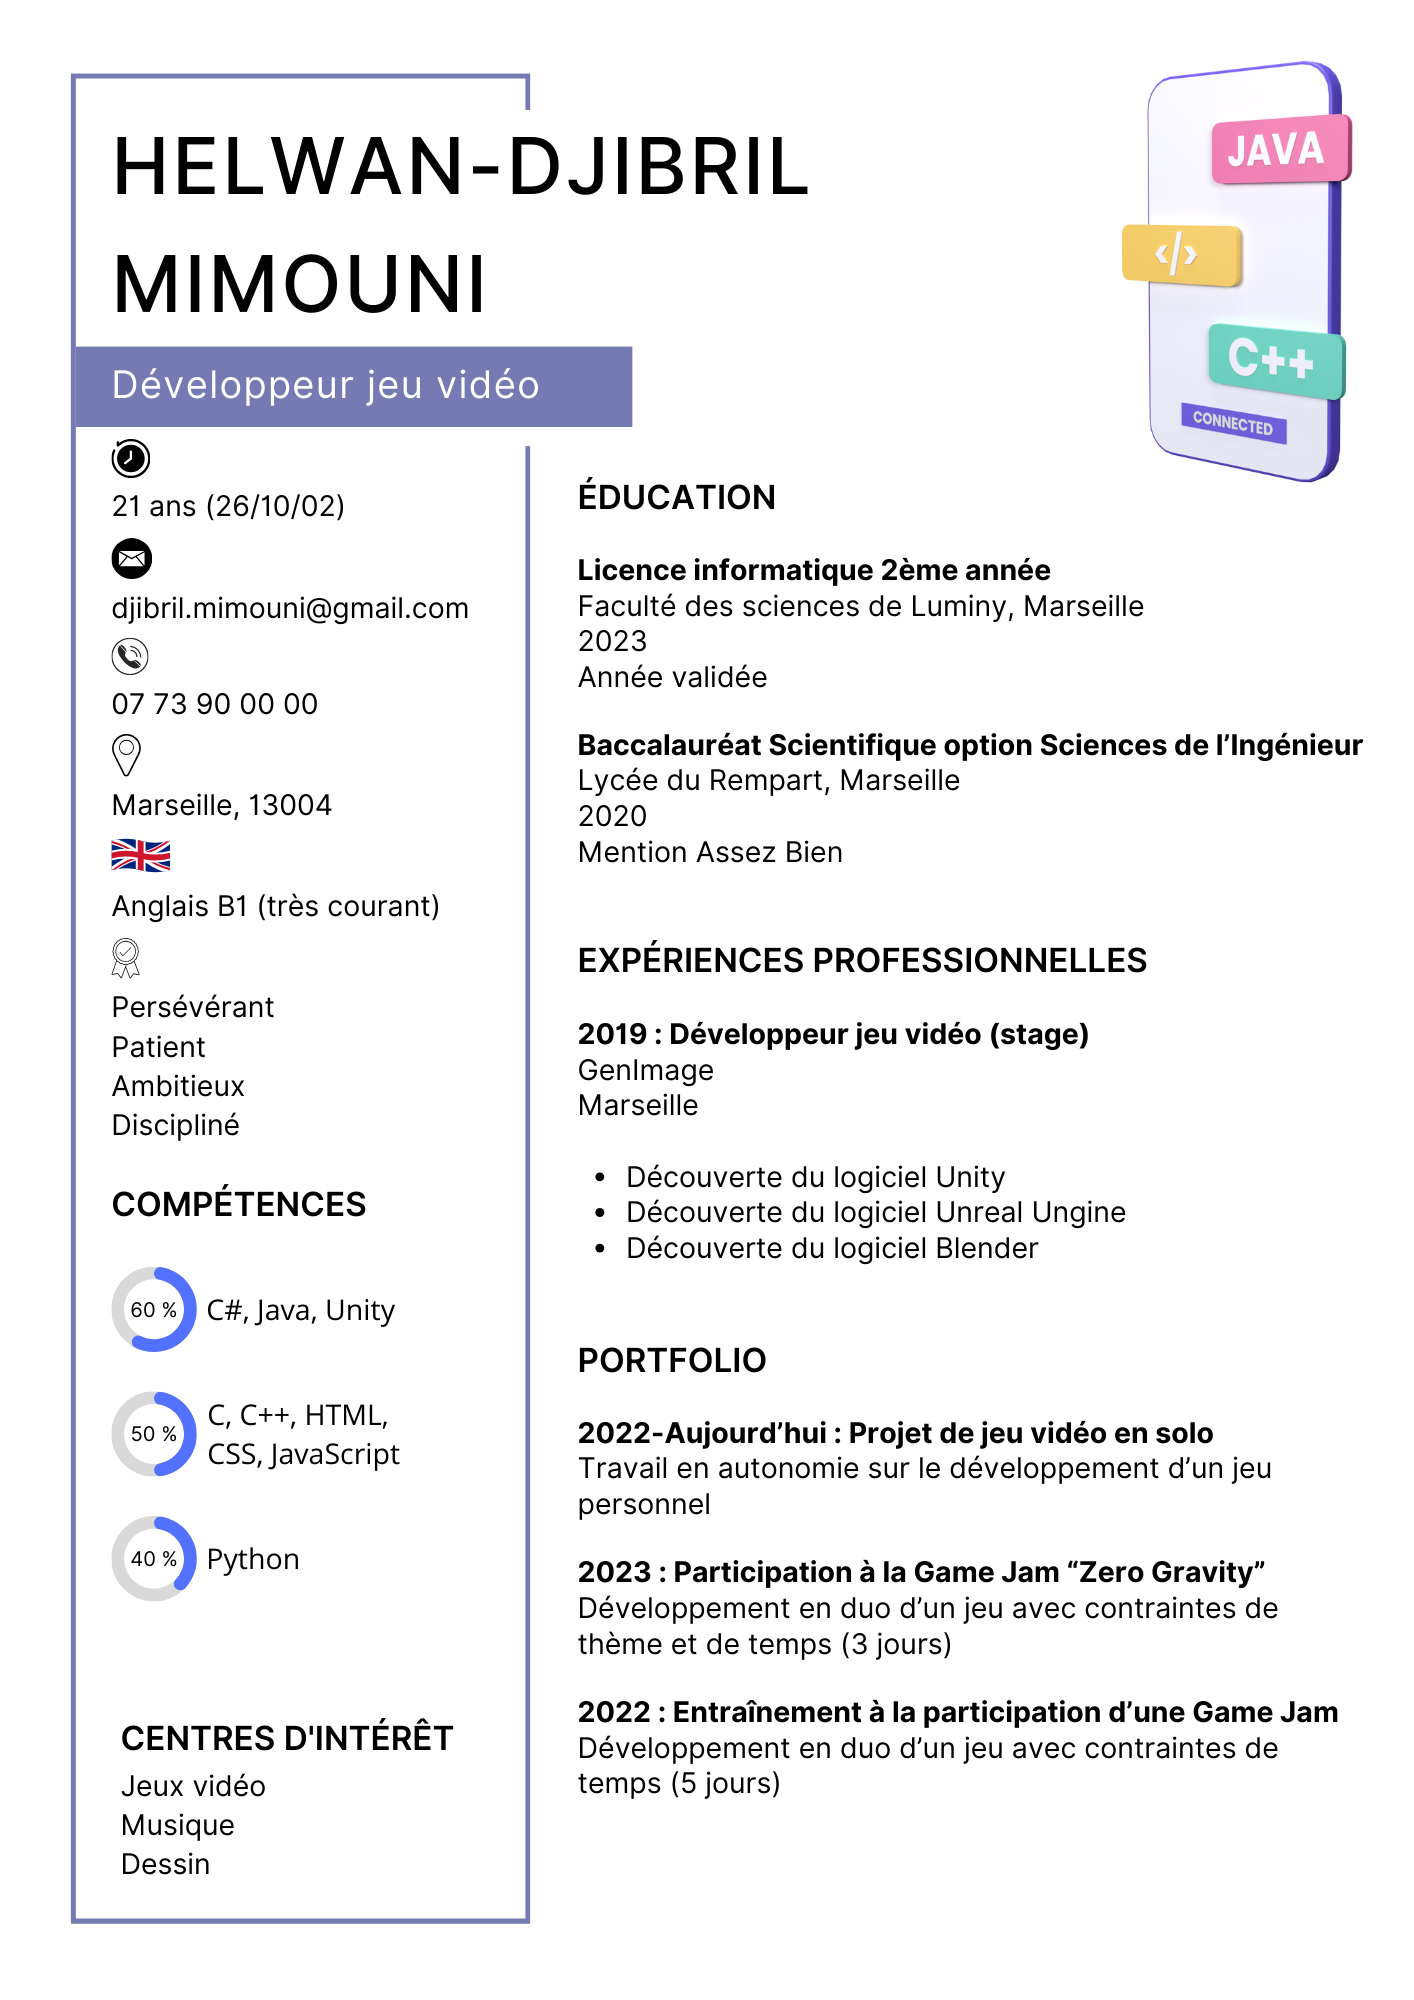 HELWAN-DJIBRIL
MIMOUNI
Développeur jeu vidéo
JAVA
</>
C++
CONNECTED
21 ans (26/10/02)
djibril.mimouni@gmail.com
07 73 90 00 00
Marseille, 13004
Anglais B1 (très courant)
Persévérant
Patient
Ambitieux
Discipliné
COMPÉTENCES
60 % C#, Java, Unity
50 % C, C++, HTML,
CSS, JavaScript
40 % Python
CENTRES D'INTÉRÊT
Jeux vidéo
Musique
Dessin
ÉDUCATION
Licence informatique 2ème année
Faculté des sciences de Luminy, Marseille
2023
Année validée
Baccalauréat Scientifique option Sciences de l’Ingénieur
Lycée du Rempart, Marseille
2020
Mention Assez Bien
EXPÉRIENCES PROFESSIONNELLES
2019 : Développeur jeu vidéo (stage)
GenImage
Marseille
• Découverte du logiciel Unity
• Découverte du logiciel Unreal Ungine
• Découverte du logiciel Blender
PORTFOLIO
2022-Aujourd’hui : Projet de jeu vidéo en solo
Travail en autonomie sur le développement d’un jeu
personnel
2023 : Participation à la Game Jam “Zero Gravity”
Développement en duo d’un jeu avec contraintes de
thème et de temps (3 jours)
2022 : Entraînement à la participation d’une Game Jam
Développement en duo d’un jeu avec contraintes de
temps (5 jours)